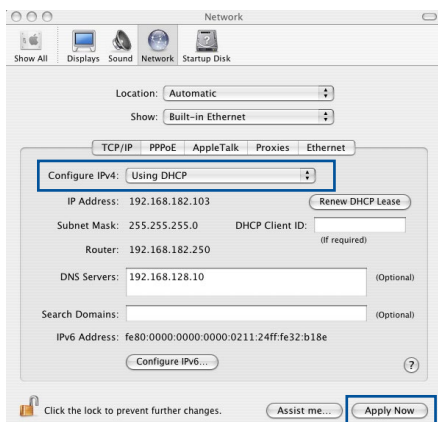 Network
Show All Displays Sound Network Startup Disk
Location: Automatic
Show: Built-in Ethernet
TCP/IP PPPoE AppleTalk Proxies Ethernet
Configure IPv4: Using DHCP
IP Address: 192.168.182.103 Renew DHCP Lease
Subnet Mask: 255.255.255.0 DHCP Client ID:
(If required)
Router: 192.168.182.250
DNS Servers: 192.168.128.10 (Optional)
Search Domains: (Optional)
IPv6 Address: fe80:0000:0000:0000:0211:24ff:fe32:b18e
Configure IPv6... ?
Click the lock to prevent further changes. Assist me... Apply Now